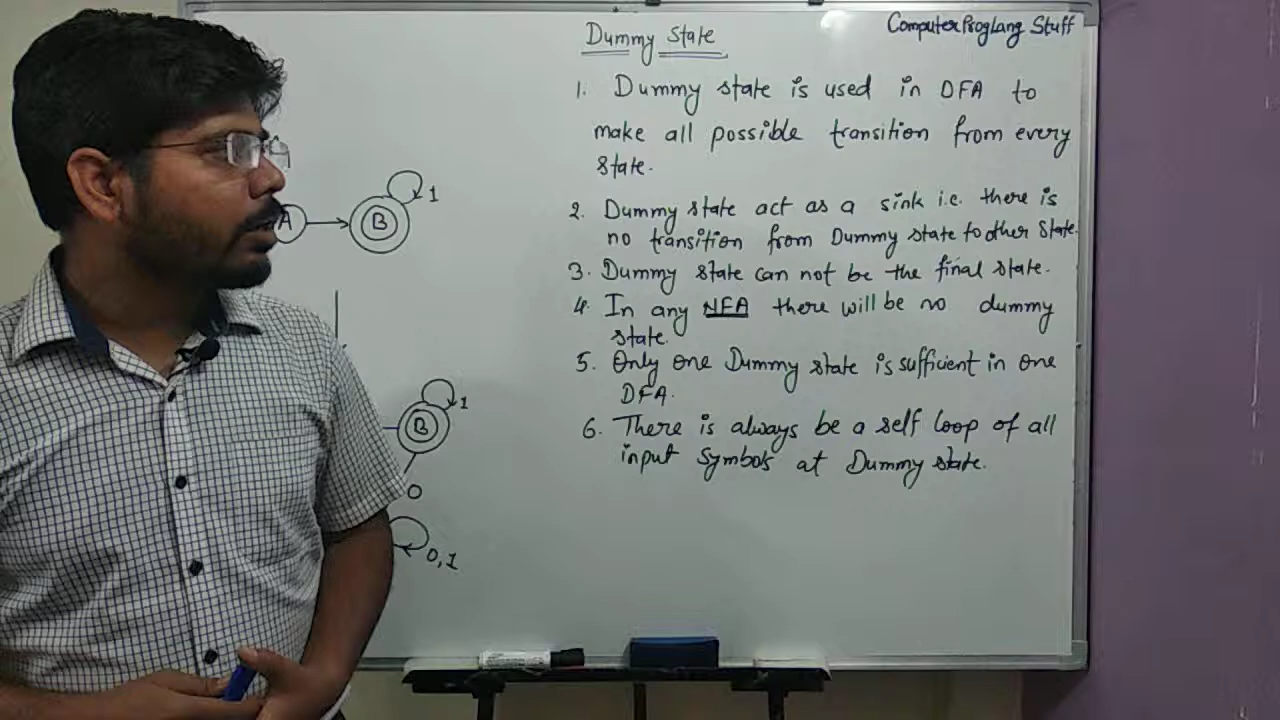 Dummy State
ComputerProgLang Stuff
1. Dummy state is used in DFA to
make all possible transition from every
state.
2. Dummy state act as a sink i.e. there is
no transition from Dummy state to other state.
3. Dummy state can not be the final state.
4. In any NFA there will be no dummy
state.
5. Only one Dummy state is sufficient in one
DFA.
6. There is always be a self loop of all
input symbols at Dummy state.
A
B
1
B
1
0
0,1